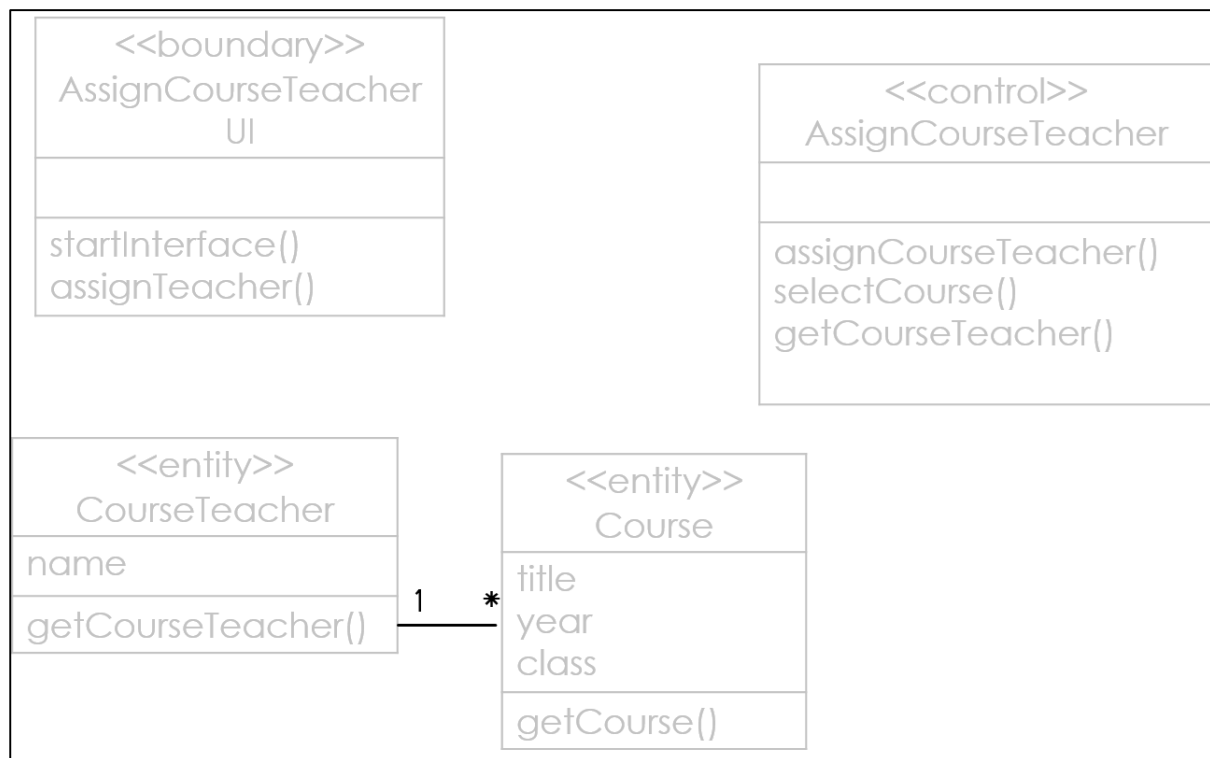 <<boundary>>
AssignCourseTeacher
UI
startInterface()
assignTeacher()
<<control>>
AssignCourseTeacher
assignCourseTeacher()
selectCourse()
getCourseTeacher()
<<entity>>
CourseTeacher
name
getCourseTeacher()
1 *
<<entity>>
Course
title
year
class
getCourse()